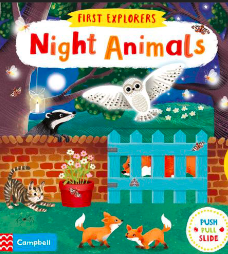 FIRST EXPLORERS
Night Animals
PUSH
PULL
SLIDE
Campbell